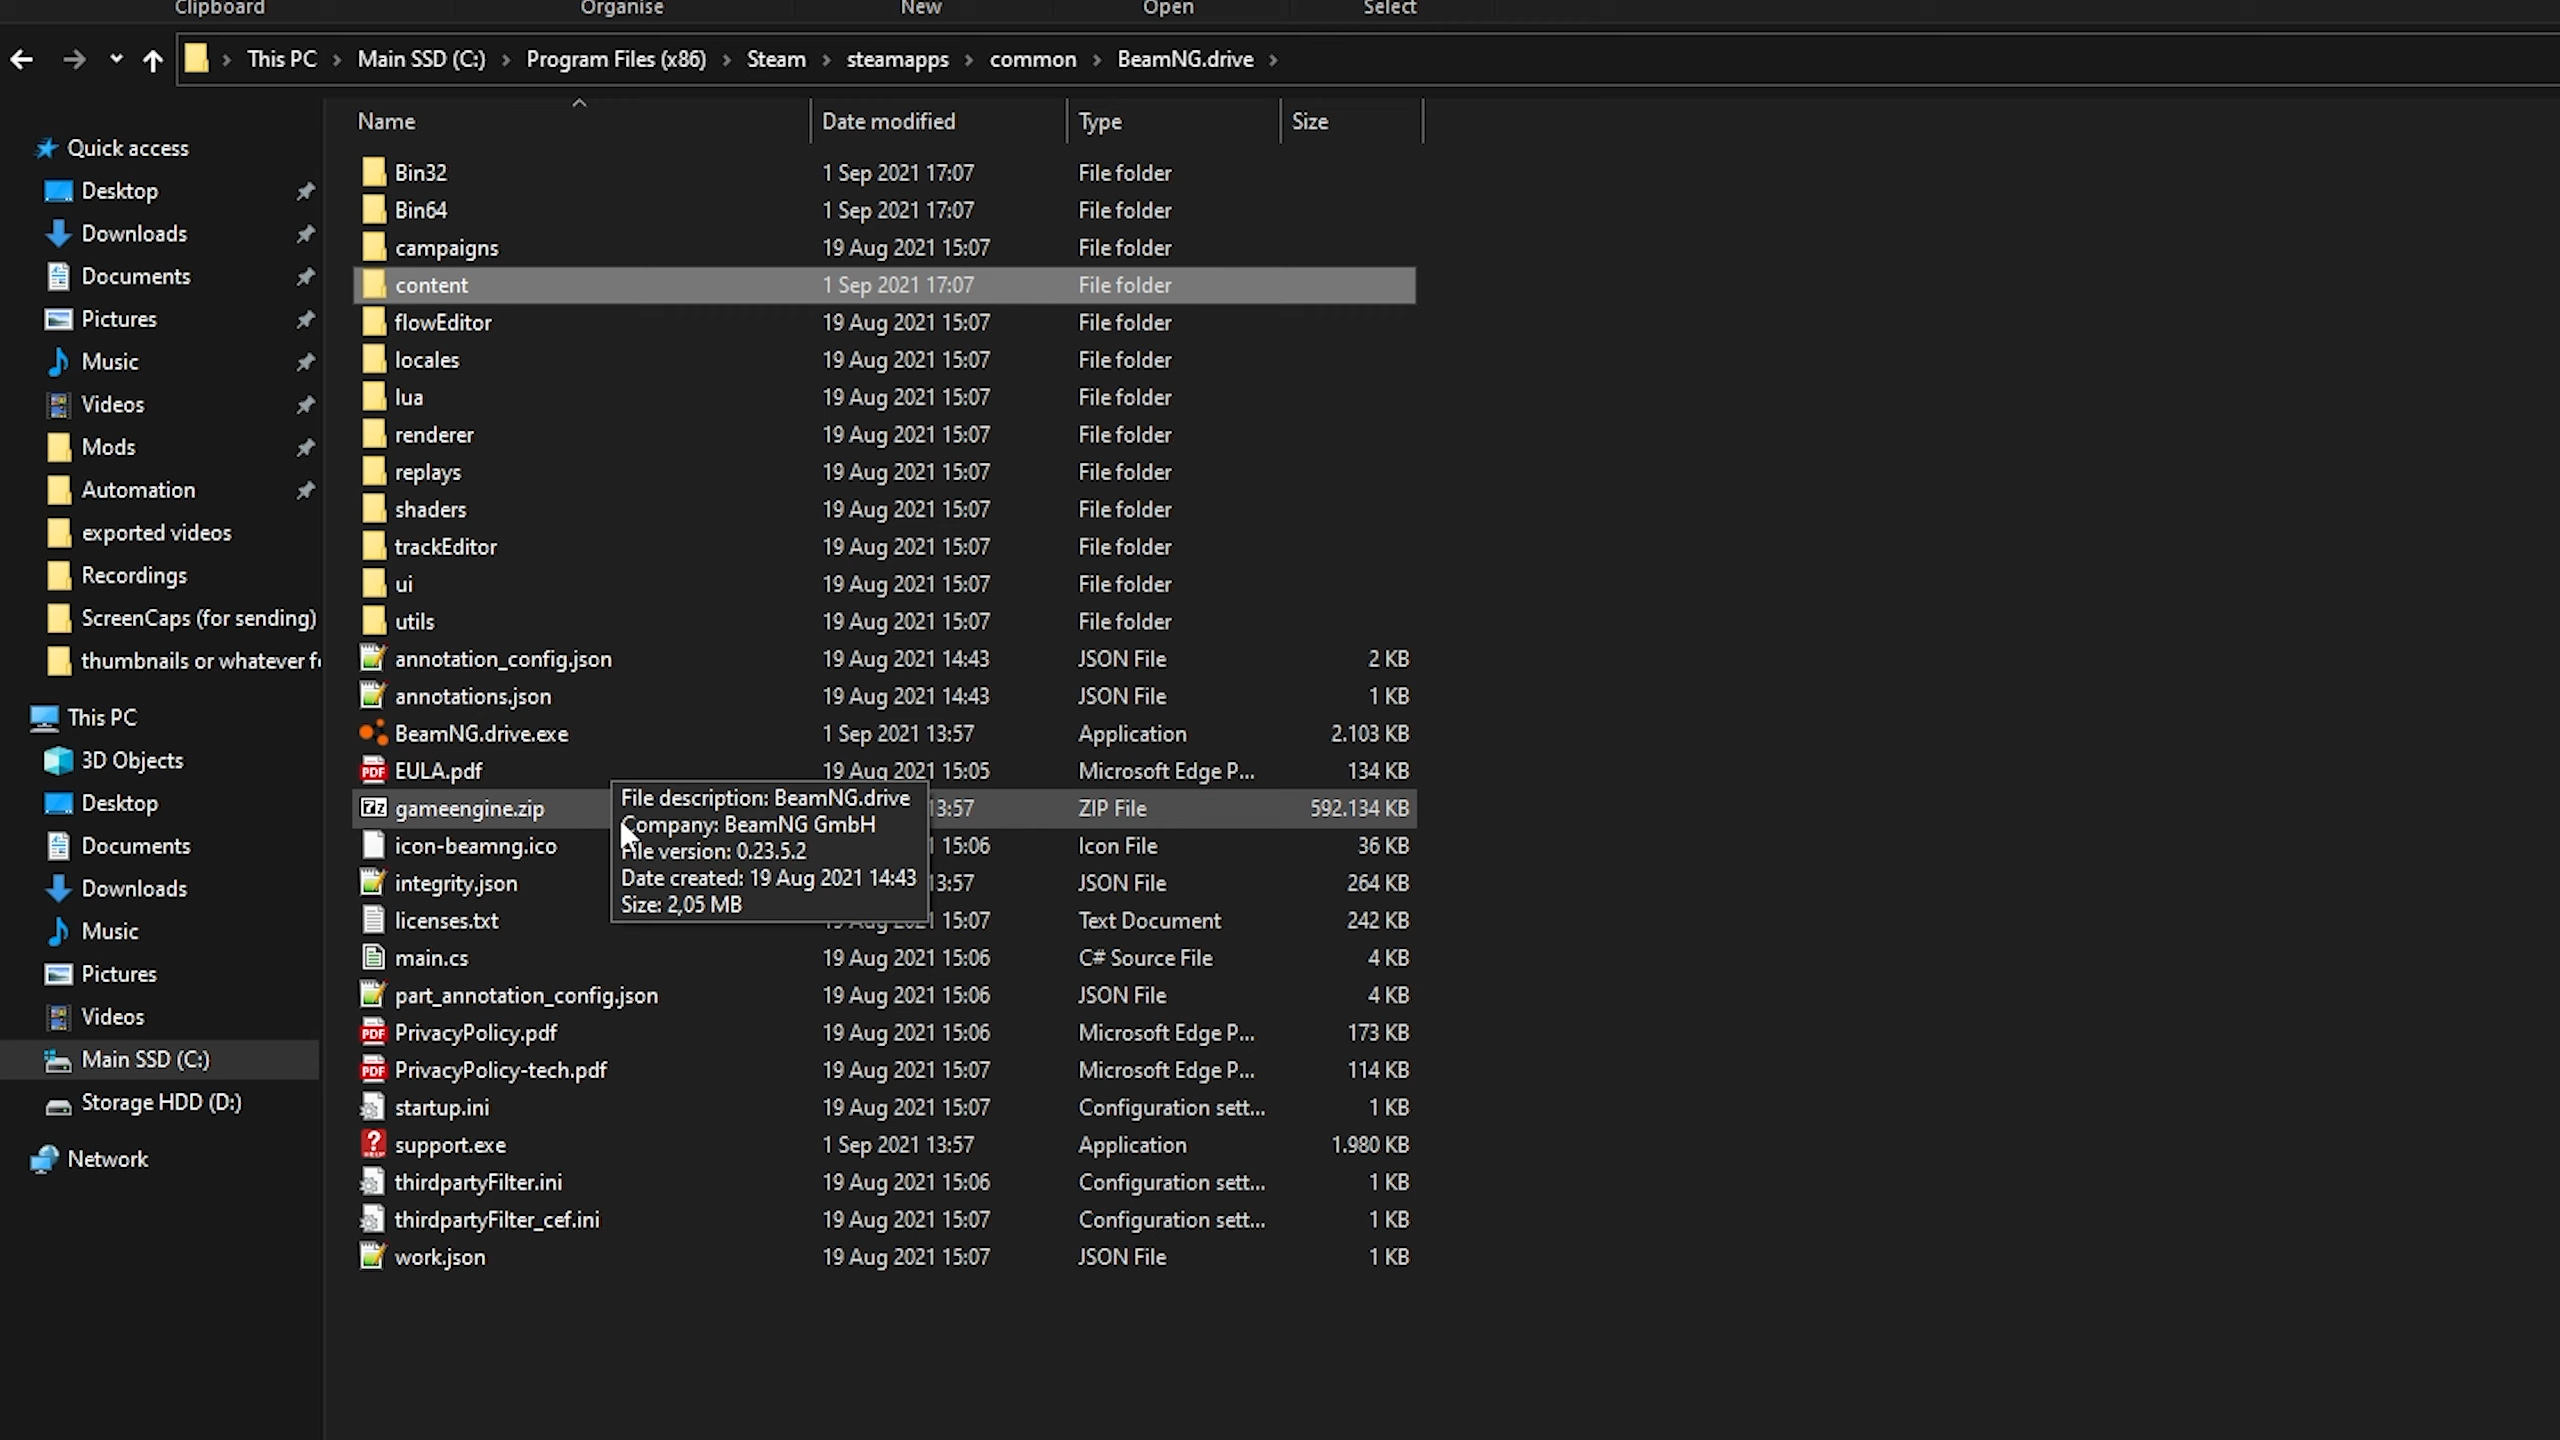 Clipboard Organise New Open Select
This PC Main SSD (C:) Program Files (x86) Steam steamapps common BeamNG.drive
Name Date modified Type Size
Quick access
Desktop
Downloads
Documents
Pictures
Music
Videos
Mods
Automation
exported videos
Recordings
ScreenCaps (for sending)
thumbnails or whatever
This PC
3D Objects
Desktop
Documents
Downloads
Music
Pictures
Videos
Main SSD (C:)
Storage HDD (D:)
Network
Bin32 1 Sep 2021 17:07 File folder
Bin64 1 Sep 2021 17:07 File folder
campaigns 19 Aug 2021 15:07 File folder
content 1 Sep 2021 17:07 File folder
flowEditor 19 Aug 2021 15:07 File folder
locales 19 Aug 2021 15:07 File folder
lua 19 Aug 2021 15:07 File folder
renderer 19 Aug 2021 15:07 File folder
replays 19 Aug 2021 15:07 File folder
shaders 19 Aug 2021 15:07 File folder
trackEditor 19 Aug 2021 15:07 File folder
ui 19 Aug 2021 15:07 File folder
utils 19 Aug 2021 15:07 File folder
annotation_config.json 19 Aug 2021 14:43 JSON File 2 KB
annotations.json 19 Aug 2021 14:43 JSON File 1 KB
BeamNG.drive.exe 1 Sep 2021 13:57 Application 2.103 KB
PDF EULA.pdf 19 Aug 2021 15:05 Microsoft Edge P... 134 KB
7z gameengine.zip 13:57 ZIP File 592.134 KB
icon-beamng.ico 15:06 Icon File 36 KB
integrity.json 13:57 JSON File 264 KB
licenses.txt 15:07 Text Document 242 KB
main.cs 19 Aug 2021 15:06 C# Source File 4 KB
part_annotation_config.json 19 Aug 2021 15:06 JSON File 4 KB
PDF PrivacyPolicy.pdf 19 Aug 2021 15:06 Microsoft Edge P... 173 KB
PDF PrivacyPolicy-tech.pdf 19 Aug 2021 15:07 Microsoft Edge P... 114 KB
startup.ini 19 Aug 2021 15:07 Configuration sett... 1 KB
support.exe 1 Sep 2021 13:57 Application 1.980 KB
thirdpartyFilter.ini 19 Aug 2021 15:06 Configuration sett... 1 KB
thirdpartyFilter_cef.ini 19 Aug 2021 15:07 Configuration sett... 1 KB
work.json 19 Aug 2021 15:07 JSON File 1 KB
File description: BeamNG.drive
Company: BeamNG GmbH
File version: 0.23.5.2
Date created: 19 Aug 2021 14:43
Size: 2,05 MB